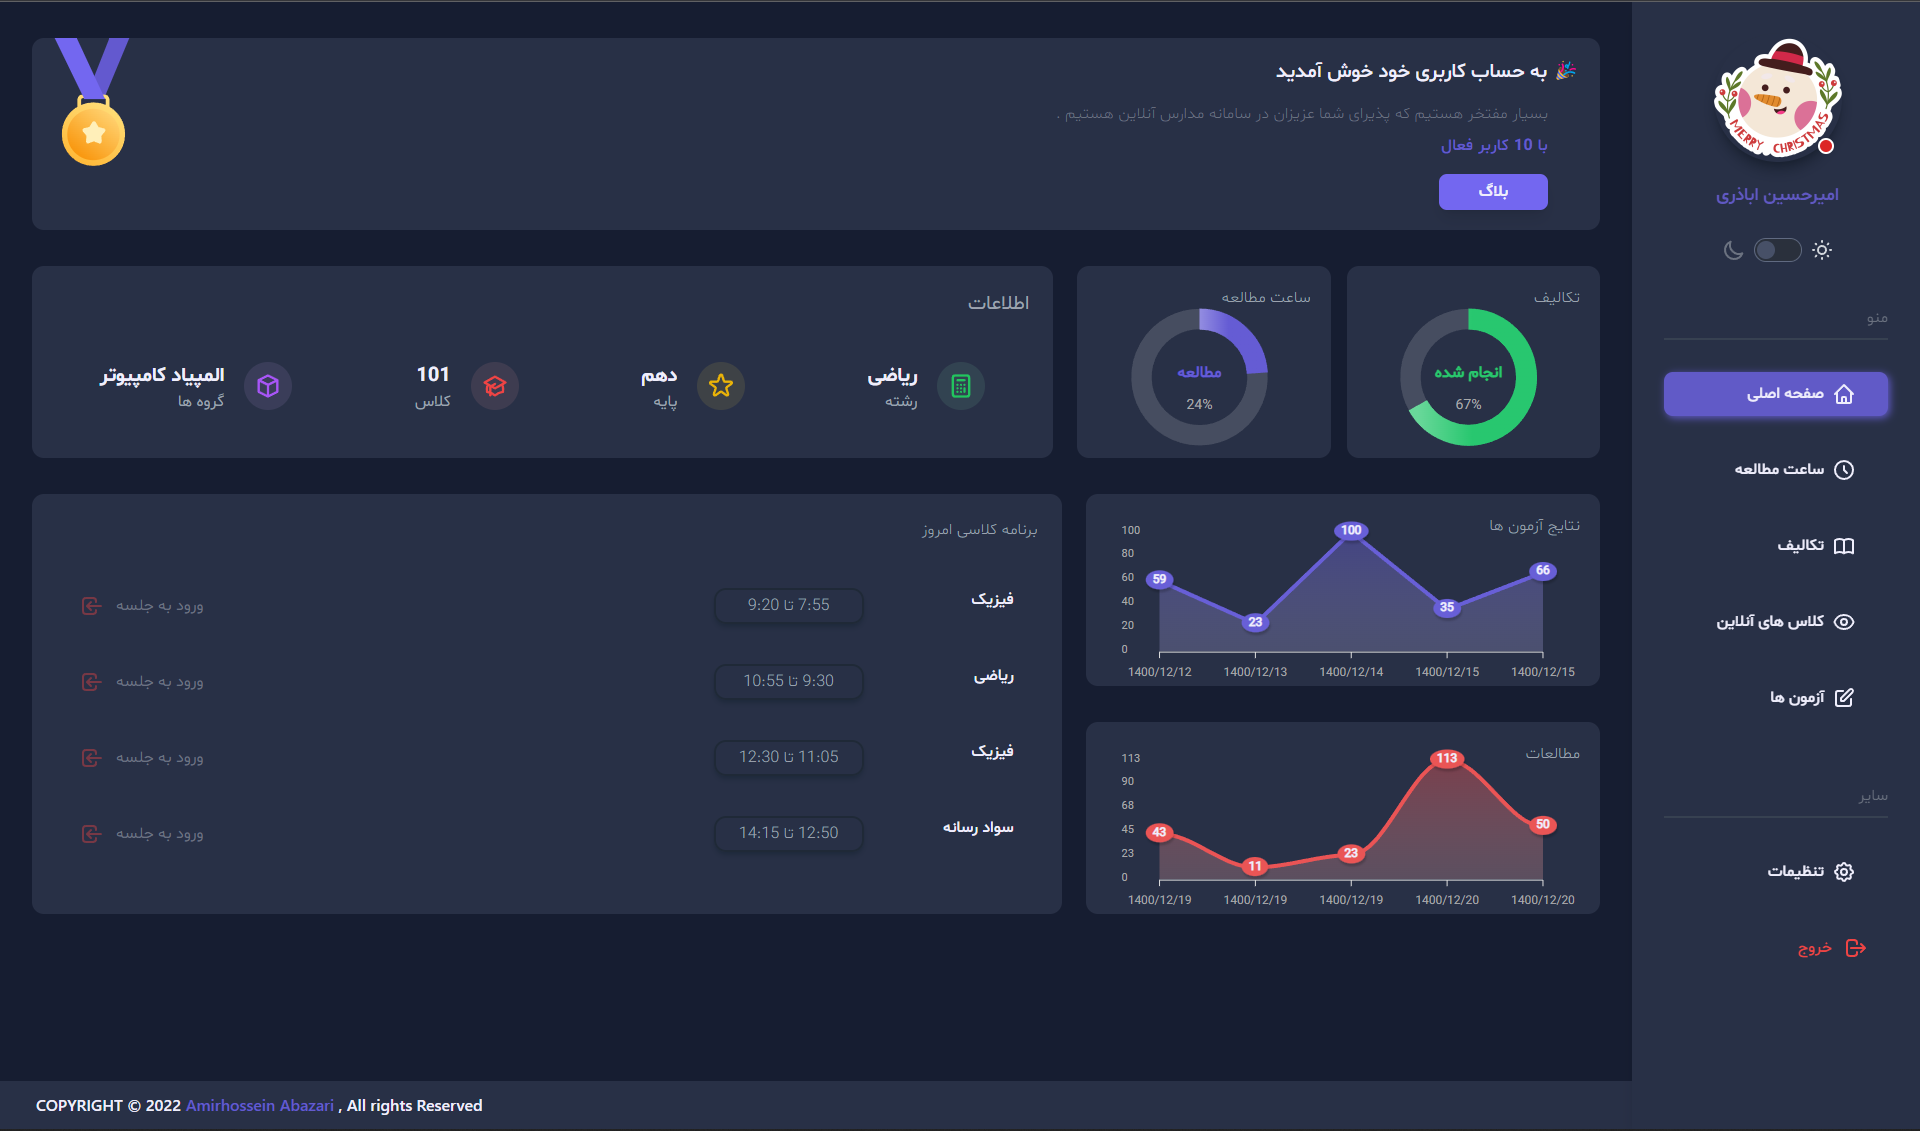 MERRY CHRISTMAS
امیرحسین اباذری
منو
صفحه اصلی
ساعت مطالعه
تکالیف
کلاس های آنلاین
آزمون ها
سایر
تنظیمات
خروج
به حساب کاربری خود خوش آمدید
بسیار مفتخر هستیم که پذیرای شما عزیزان در سامانه مدارس آنلاین هستیم .
با 10 کاربر فعال
بلاگ
تکالیف
انجام شده
67%
ساعت مطالعه
مطالعه
24%
اطلاعات
ریاضی
رشته
دهم
پایه
101
کلاس
المپیاد کامپیوتر
گروه ها
نتایج آزمون ها
100
80
60
40
20
0
59
23
100
35
66
1400/12/12 1400/12/13 1400/12/14 1400/12/15 1400/12/15
مطالعات
113
90
68
45
23
0
43
11
23
113
50
1400/12/19 1400/12/19 1400/12/19 1400/12/20 1400/12/20
برنامه کلاسی امروز
فیزیک 7:55 تا 9:20 ورود به جلسه
ریاضی 9:30 تا 10:55 ورود به جلسه
فیزیک 11:05 تا 12:30 ورود به جلسه
سواد رسانه 12:50 تا 14:15 ورود به جلسه
COPYRIGHT © 2022 Amirhossein Abazari , All rights Reserved